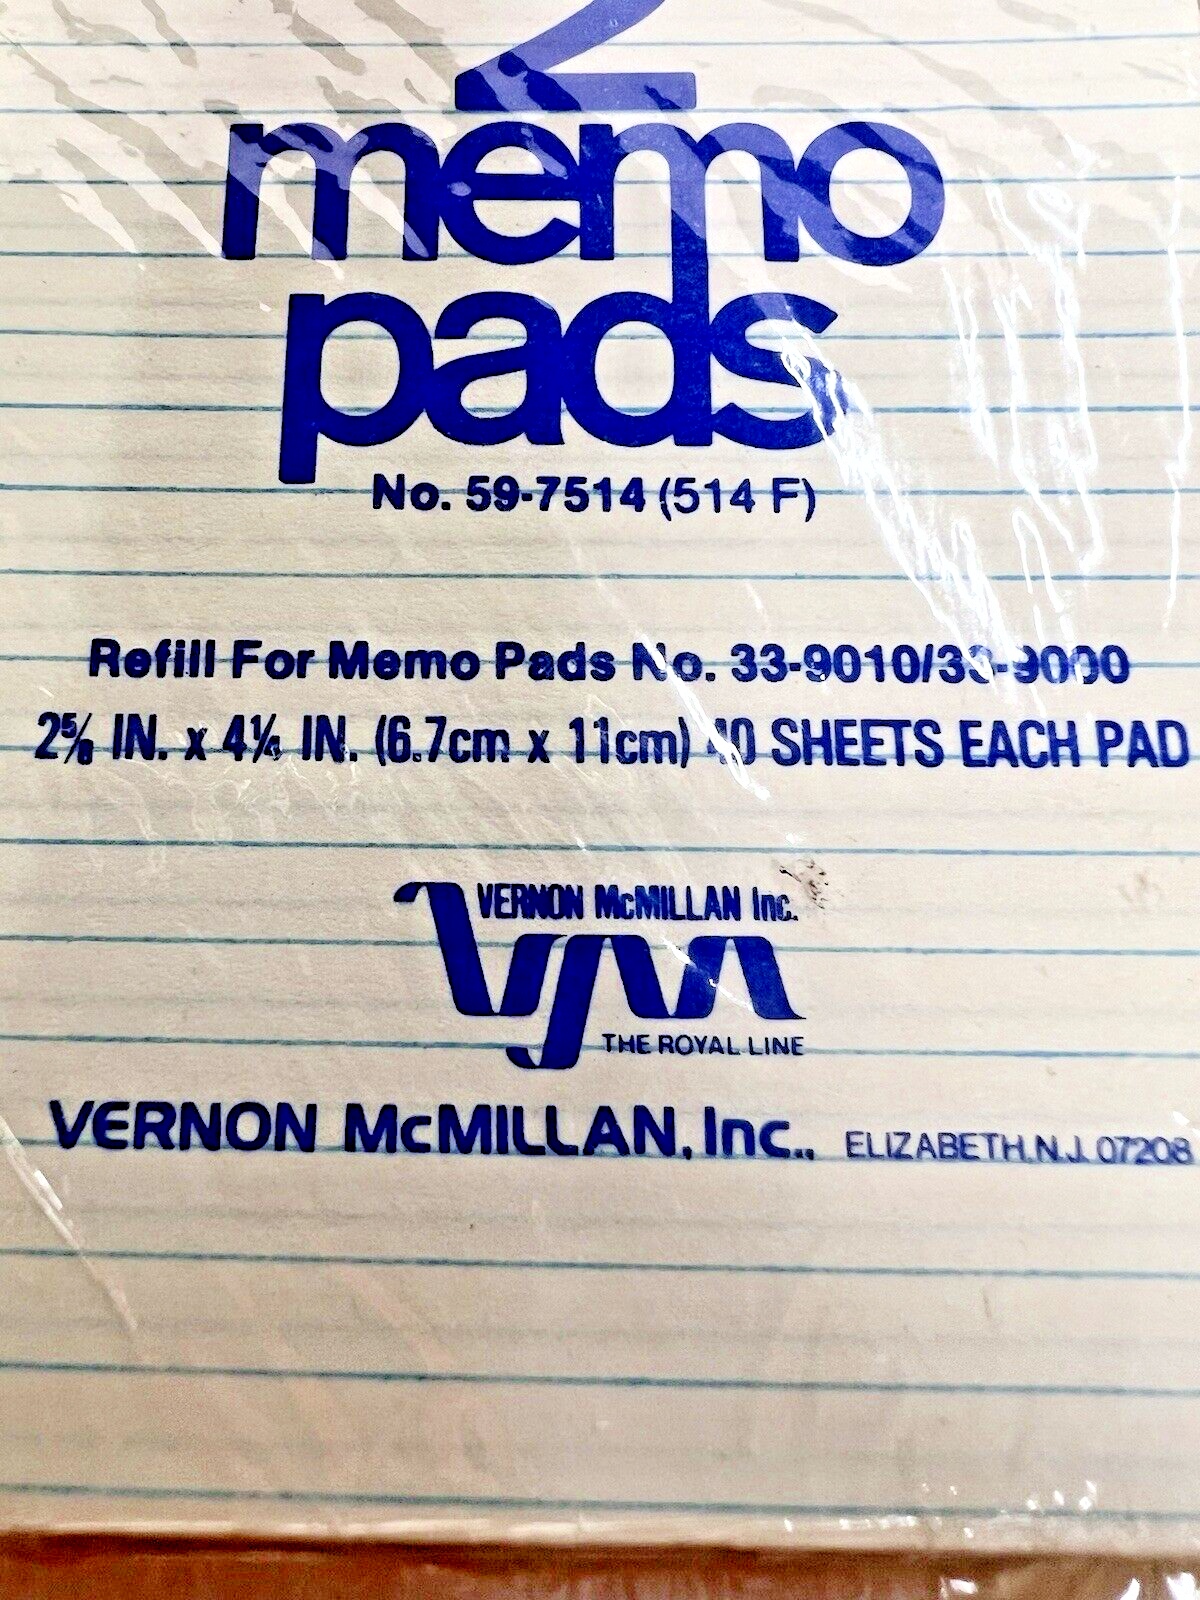 2
memo
pads
No. 59-7514 (514 F)
Refill For Memo Pads No. 33-9010/33-9000
2⅝ IN. x 4¼ IN. (6.7cm x 11cm) 40 SHEETS EACH PAD
VERNON McMILLAN Inc.
VM
THE ROYAL LINE
VERNON McMILLAN, Inc., ELIZABETH, N.J. 07208